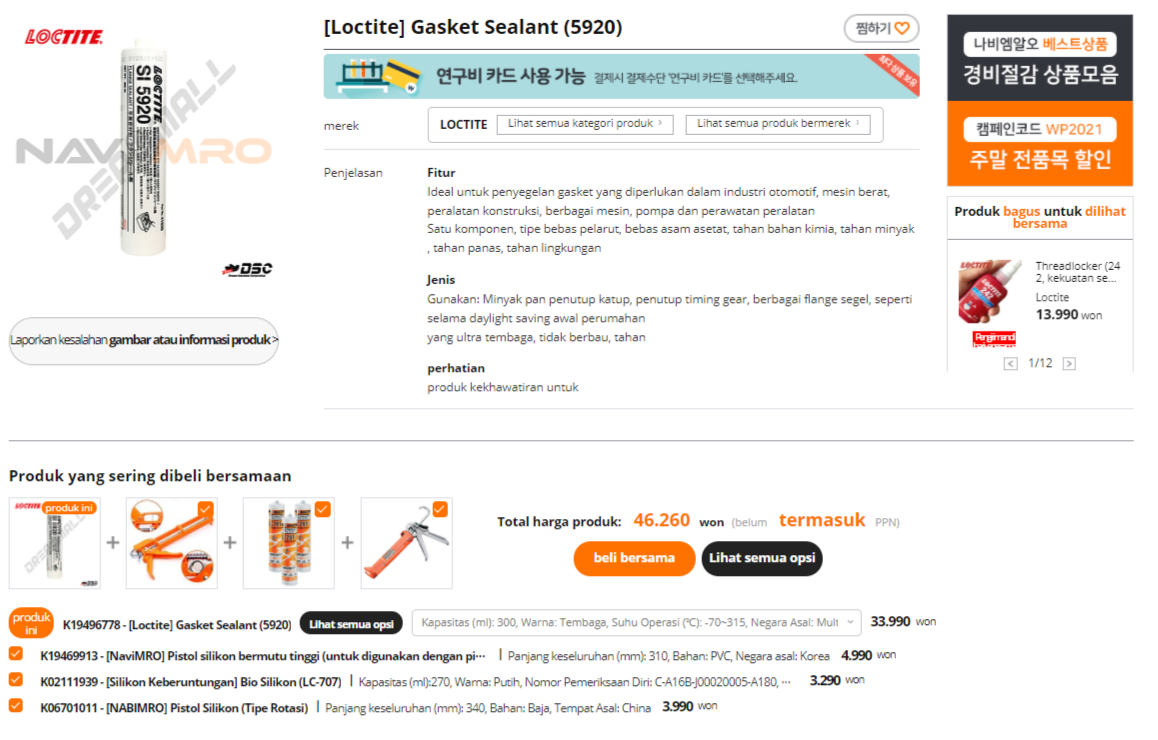 LOCTITE
LOCTITE
SI 5920
DREAMMALL
NAVIMRO
DSC
Laporkan kesalahan gambar atau informasi produk >
[Loctite] Gasket Sealant (5920)
찜하기
연구비 카드 사용 가능 결제시 결제수단 '연구비 카드'를 선택해주세요.
최다 상품 보유
merek
LOCTITE
Lihat semua kategori produk >
Lihat semua produk bermerek >
Penjelasan
Fitur
Ideal untuk penyegelan gasket yang diperlukan dalam industri otomotif, mesin berat,
peralatan konstruksi, berbagai mesin, pompa dan perawatan peralatan
Satu komponen, tipe bebas pelarut, bebas asam asetat, tahan bahan kimia, tahan minyak
, tahan panas, tahan lingkungan
Jenis
Gunakan: Minyak pan penutup katup, penutup timing gear, berbagai flange segel, seperti
selama daylight saving awal perumahan
yang ultra tembaga, tidak berbau, tahan
perhatian
produk kekhawatiran untuk
나비엠알오 베스트상품
경비절감 상품모음
캠페인코드 WP2021
주말 전품목 할인
Produk bagus untuk dilihat
bersama
LOCTITE
242
Threadlocker (24
2, kekuatan se...
Loctite
13.990 won
< 1/12 >
Produk yang sering dibeli bersamaan
LOCTITE
produk ini
DREAMMALL
+
+
+
Total harga produk: 46.260 won (belum termasuk PPN)
beli bersama
Lihat semua opsi
produk
ini
K19496778 - [Loctite] Gasket Sealant (5920)
Lihat semua opsi
Kapasitas (ml): 300, Warna: Tembaga, Suhu Operasi (℃): -70~315, Negara Asal: Mult
33.990 won
K19469913 - [NaviMRO] Pistol silikon bermutu tinggi (untuk digunakan dengan pi··· | Panjang keseluruhan (mm): 310, Bahan: PVC, Negara asal: Korea 4.990 won
K02111939 - [Silikon Keberuntungan] Bio Silikon (LC-707) | Kapasitas (ml):270, Warna: Putih, Nomor Pemeriksaan Diri: C-A16B-J00020005-A180, ··· 3.290 won
K06701011 - [NABIMRO] Pistol Silikon (Tipe Rotasi) | Panjang keseluruhan (mm): 340, Bahan: Baja, Tempat Asal: China 3.990 won